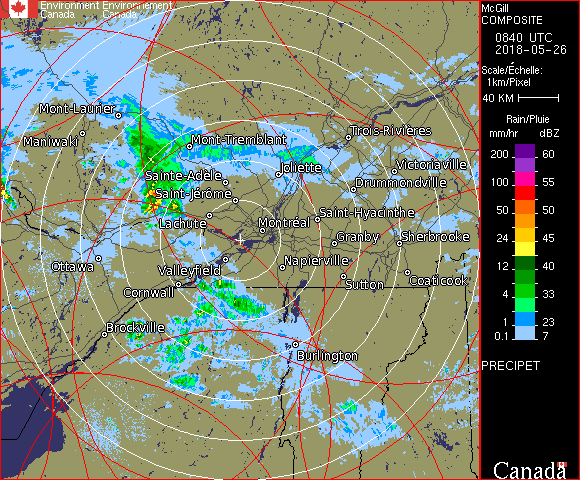 Environment Environnement
Canada Canada
McGill
COMPOSITE
0840 UTC
2018-05-26
Scale/Échelle:
1km/Pixel
40 KM
Rain/Pluie
mm/hr dBZ
200 60
100 55
50 50
24 45
12 40
4 33
1 23
0.1 7
PRECIPET
Canada
Mont-Laurier
Maniwaki
Mont-Tremblant
Trois-Rivières
Victoriaville
Joliette
Sainte-Adèle
Drummondville
Saint-Jérôme
Saint-Hyacinthe
Lachute
Montréal
Granby
Sherbrooke
Ottawa
Valleyfield
Napierville
Cornwall
Sutton
Coaticook
Brockville
Burlington